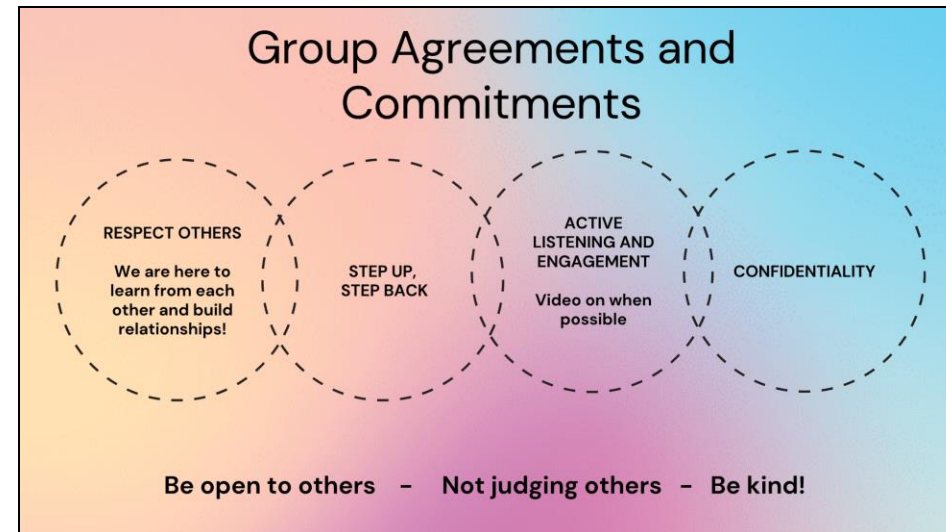 Group Agreements and
Commitments
RESPECT OTHERS
We are here to
learn from each
other and build
relationships!
STEP UP,
STEP BACK
ACTIVE
LISTENING AND
ENGAGEMENT
Video on when
possible
CONFIDENTIALITY
Be open to others - Not judging others - Be kind!